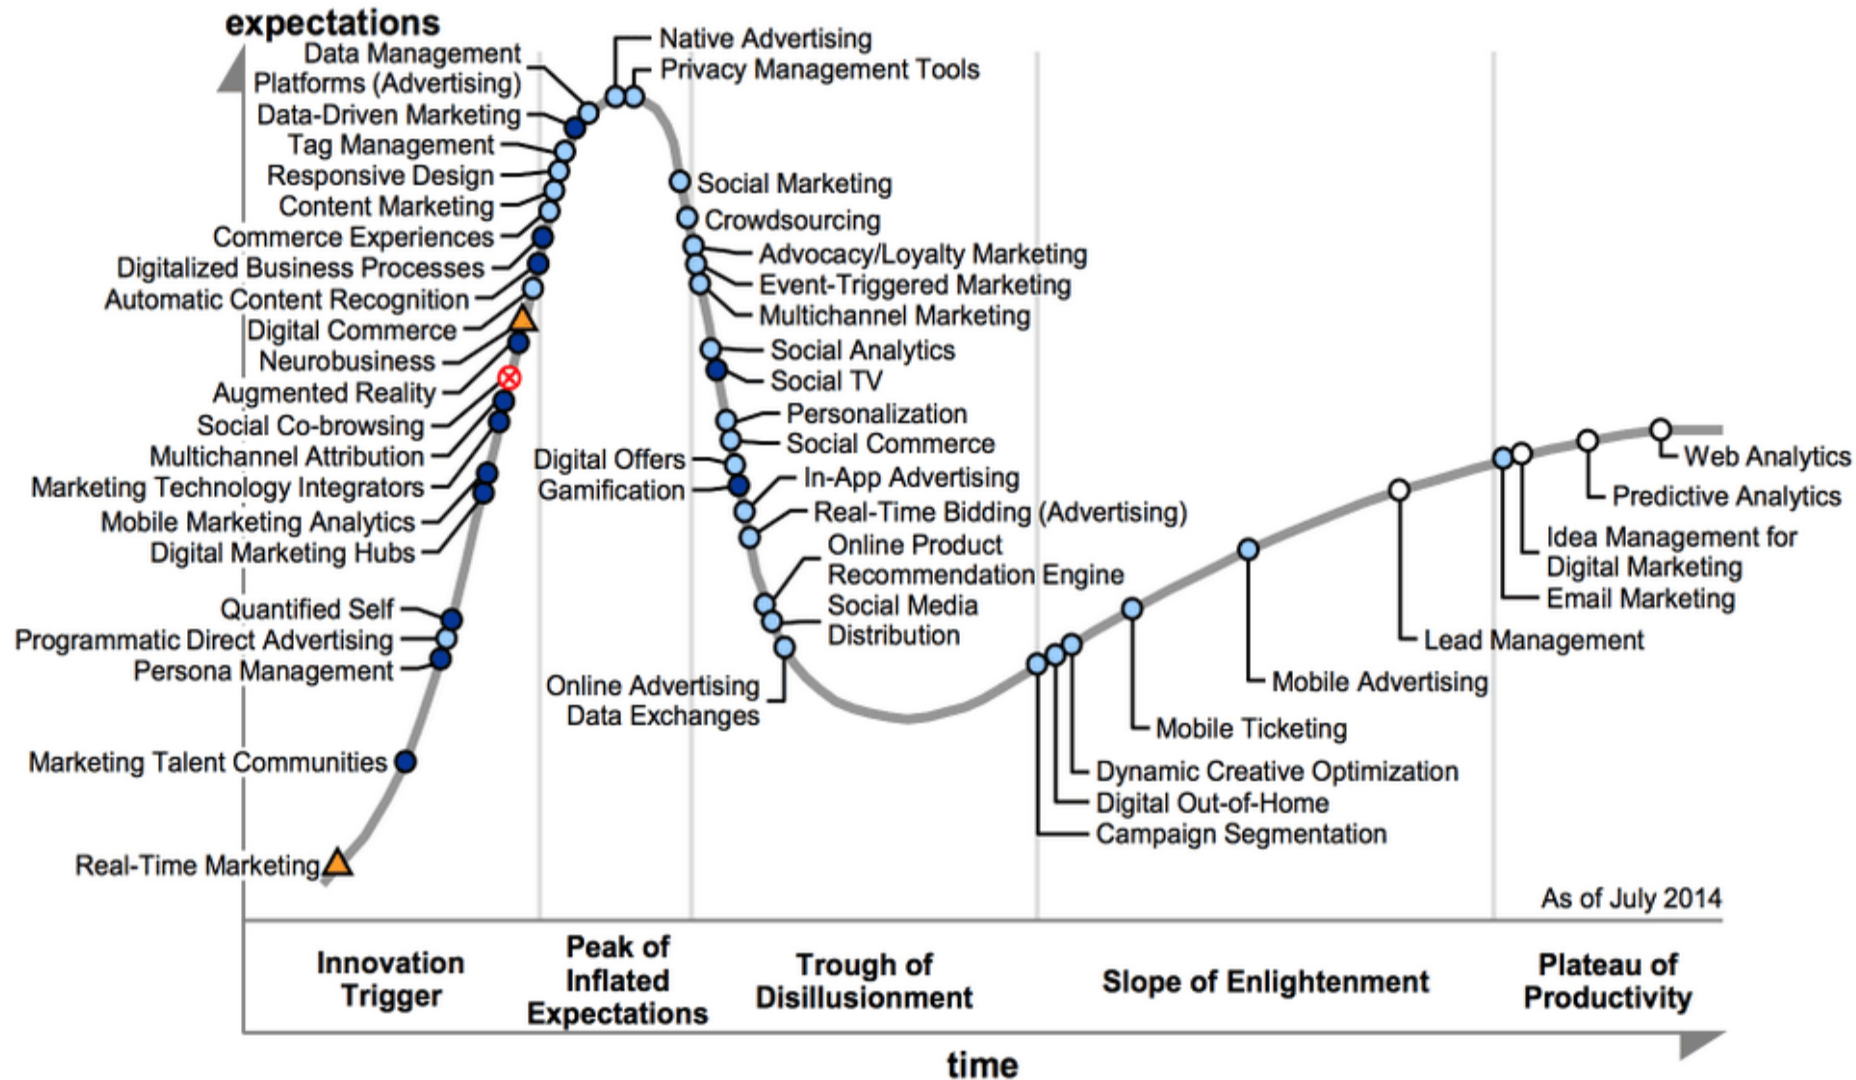 expectations
Data Management
Platforms (Advertising)
Data-Driven Marketing
Tag Management
Responsive Design
Content Marketing
Commerce Experiences
Digitalized Business Processes
Automatic Content Recognition
Digital Commerce
Neurobusiness
Augmented Reality
Social Co-browsing
Multichannel Attribution
Marketing Technology Integrators
Mobile Marketing Analytics
Digital Marketing Hubs
Quantified Self
Programmatic Direct Advertising
Persona Management
Marketing Talent Communities
Real-Time Marketing
Native Advertising
Privacy Management Tools
Social Marketing
Crowdsourcing
Advocacy/Loyalty Marketing
Event-Triggered Marketing
Multichannel Marketing
Social Analytics
Social TV
Personalization
Social Commerce
Digital Offers
Gamification
In-App Advertising
Real-Time Bidding (Advertising)
Online Product
Recommendation Engine
Social Media
Distribution
Online Advertising
Data Exchanges
Web Analytics
Predictive Analytics
Idea Management for
Digital Marketing
Email Marketing
Lead Management
Mobile Advertising
Mobile Ticketing
Dynamic Creative Optimization
Digital Out-of-Home
Campaign Segmentation
As of July 2014
Innovation
Trigger
Peak of
Inflated
Expectations
Trough of
Disillusionment
Slope of Enlightenment
Plateau of
Productivity
time